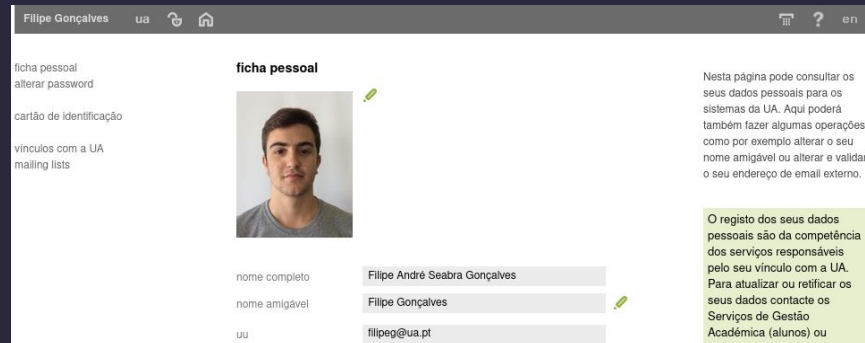 Filipe Gonçalves ua en
ficha pessoal
alterar password
cartão de identificação
vínculos com a UA
mailing lists
ficha pessoal
nome completo Filipe André Seabra Gonçalves
nome amigável Filipe Gonçalves
uu filipeg@ua.pt
Nesta página pode consultar os
seus dados pessoais para os
sistemas da UA. Aqui poderá
também fazer algumas operações
como por exemplo alterar o seu
nome amigável ou alterar e validar
o seu endereço de email externo.
O registo dos seus dados
pessoais são da competência
dos serviços responsáveis
pelo seu vínculo com a UA.
Para atualizar ou retificar os
seus dados contacte os
Serviços de Gestão
Académica (alunos) ou